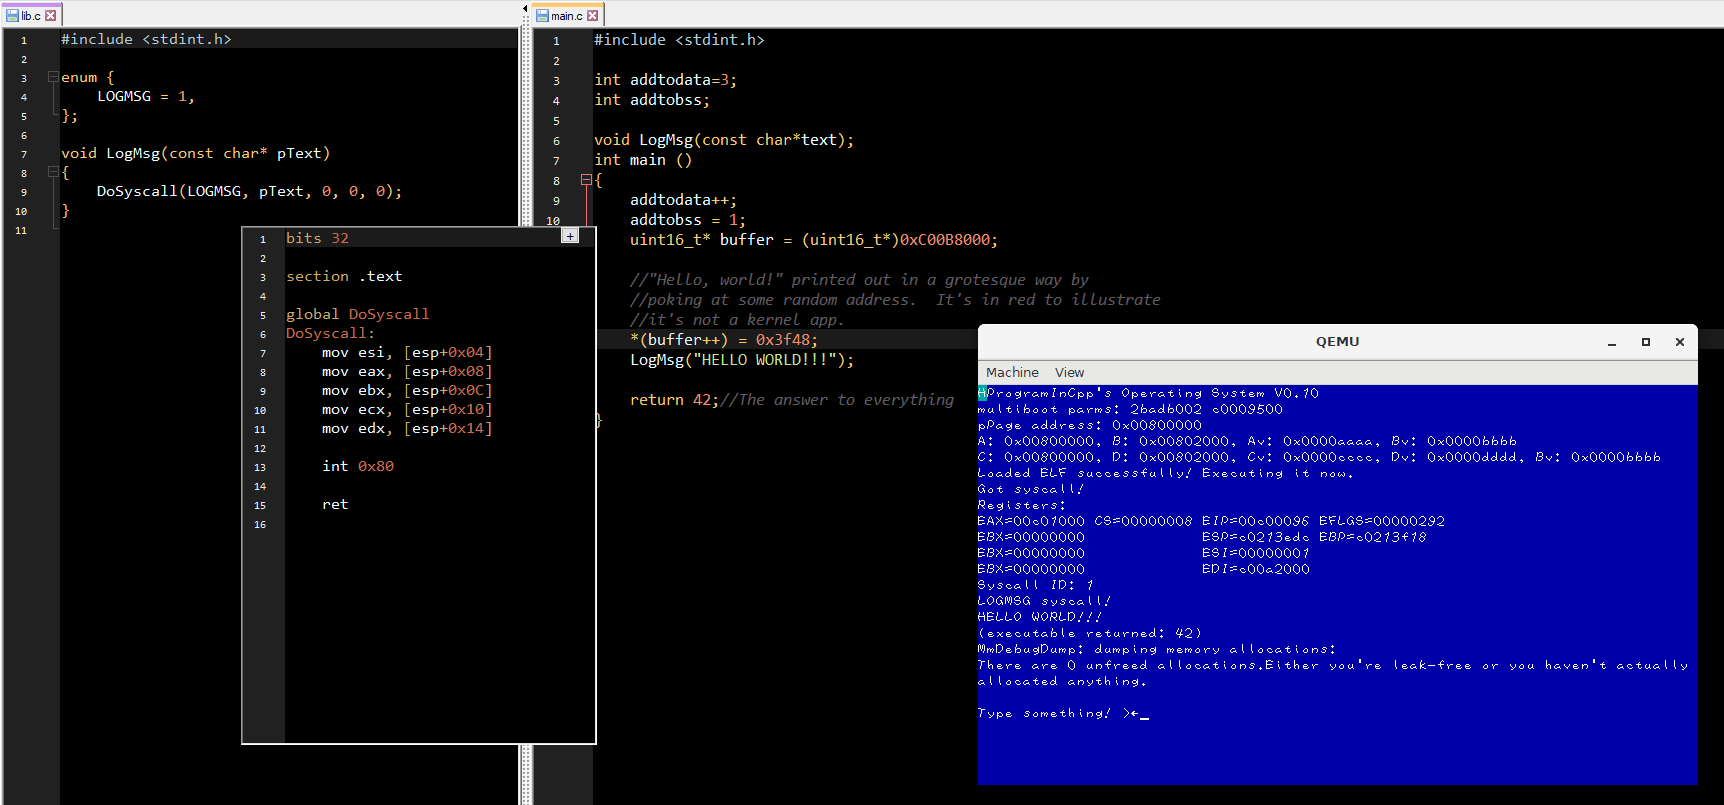 lib.c
1 #include <stdint.h>
2
3 enum {
4 LOGMSG = 1,
5 };
6
7 void LogMsg(const char* pText)
8 {
9 DoSyscall(LOGMSG, pText, 0, 0, 0);
10 }
11
1 bits 32
2
3 section .text
4
5 global DoSyscall
6 DoSyscall:
7 mov esi, [esp+0x04]
8 mov eax, [esp+0x08]
9 mov ebx, [esp+0x0C]
10 mov ecx, [esp+0x10]
11 mov edx, [esp+0x14]
12
13 int 0x80
14
15 ret
16
main.c
1 #include <stdint.h>
2
3 int addtodata=3;
4 int addtobss;
5
6 void LogMsg(const char*text);
7 int main ()
8 {
9 addtodata++;
10 addtobss = 1;
uint16_t* buffer = (uint16_t*)0xC00B8000;
//"Hello, world!" printed out in a grotesque way by
//poking at some random address.  It's in red to illustrate
//it's not a kernel app.
*(buffer++) = 0x3f48;
LogMsg("HELLO WORLD!!!");
return 42;//The answer to everything
}
QEMU
Machine View
HProgramInCpp's Operating System V0.10
multiboot parms: 2badb002 c0009500
pPage address: 0x00800000
A: 0x00800000, B: 0x00802000, Av: 0x0000aaaa, Bv: 0x0000bbbb
C: 0x00800000, D: 0x00802000, Cv: 0x0000cccc, Dv: 0x0000dddd, Bv: 0x0000bbbb
Loaded ELF successfully! Executing it now.
Got syscall!
Registers:
EAX=00c01000 CS=00000008 EIP=00c00096 EFLGS=00000292
EBX=00000000 ESP=c0213edc EBP=c0213f18
EBX=00000000 ESI=00000001
EBX=00000000 EDI=c00a2000
Syscall ID: 1
LOGMSG syscall!
HELLO WORLD!!!
(executable returned: 42)
MmDebugDump: dumping memory allocations:
There are 0 unfreed allocations.Either you're leak-free or you haven't actually
allocated anything.
Type something! >←_